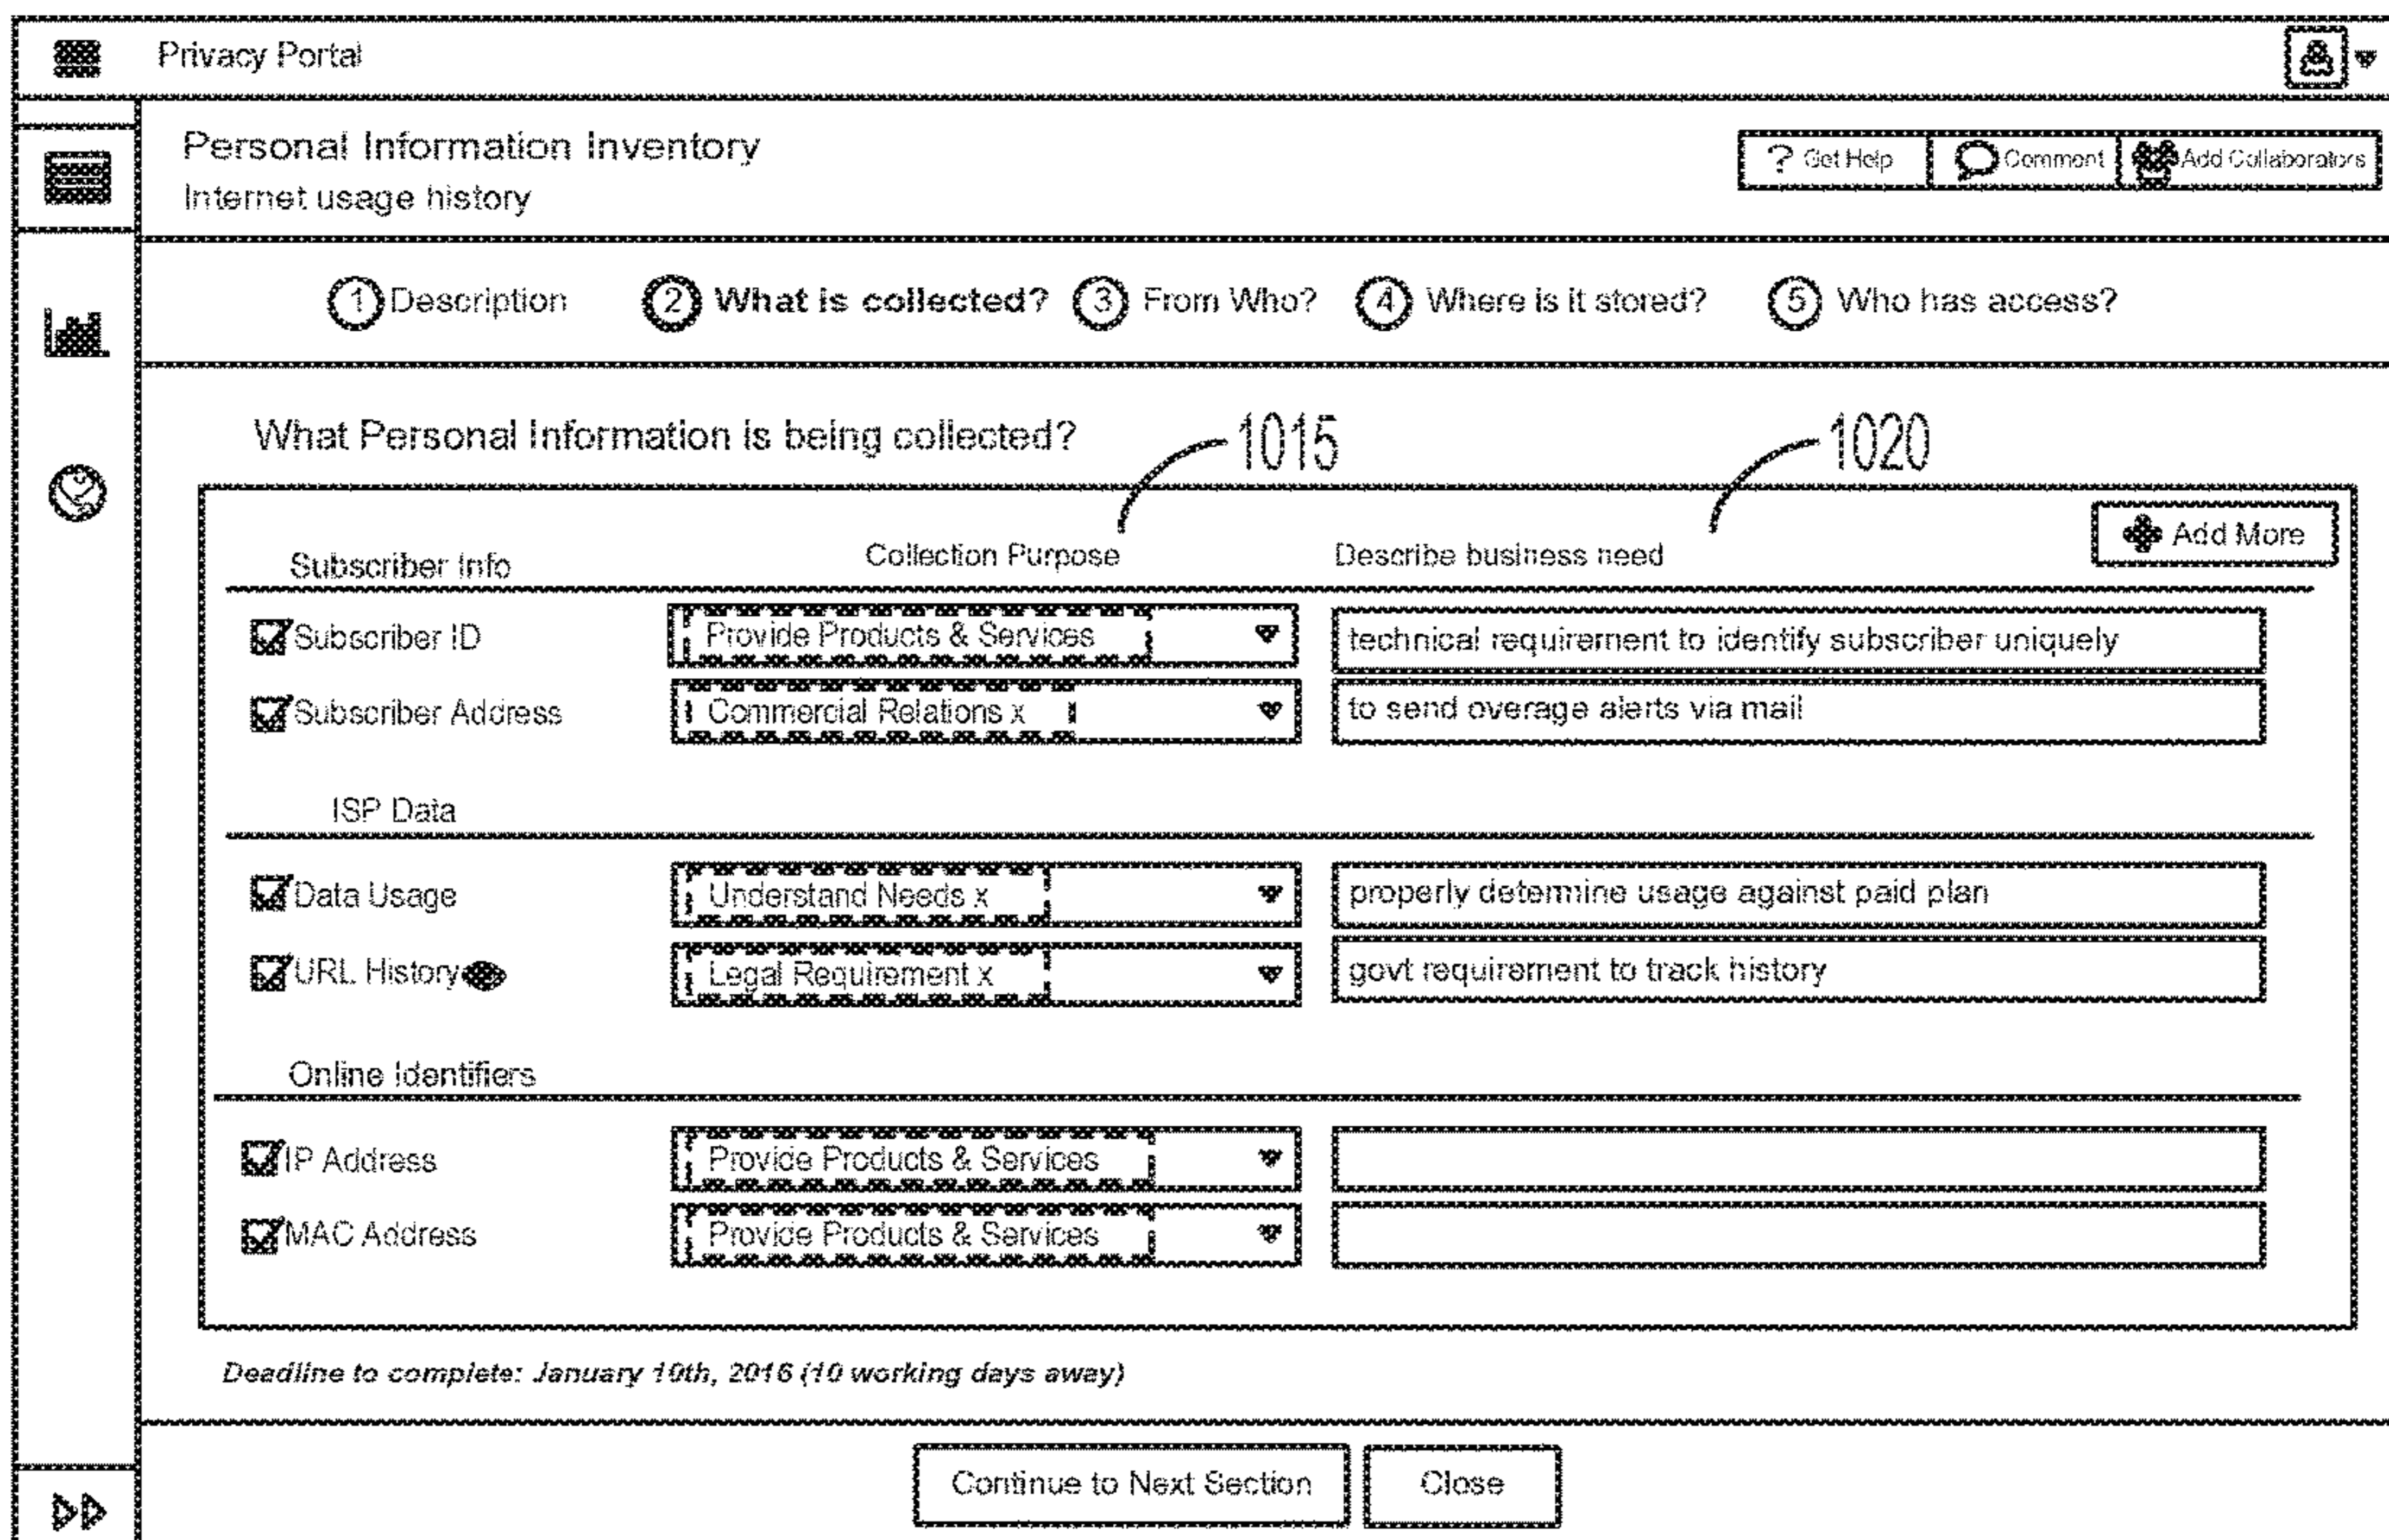 Privacy Portal
Personal Information Inventory
Internet usage history
? Get Help Comment Add Collaborators
1 Description 2 What is collected? 3 From Who? 4 Where is it stored? 5 Who has access?
What Personal Information is being collected? 1015 1020
Add More
Subscriber Info Collection Purpose Describe business need
Subscriber ID Provide Products & Services technical requirement to identify subscriber uniquely
Subscriber Address Commercial Relations x to send overage alerts via mail
ISP Data
Data Usage Understand Needs x properly determine usage against paid plan
URL History Legal Requirement x govt requirement to track history
Online Identifiers
IP Address Provide Products & Services
MAC Address Provide Products & Services
Deadline to complete: January 10th, 2016 (10 working days away)
Continue to Next Section Close